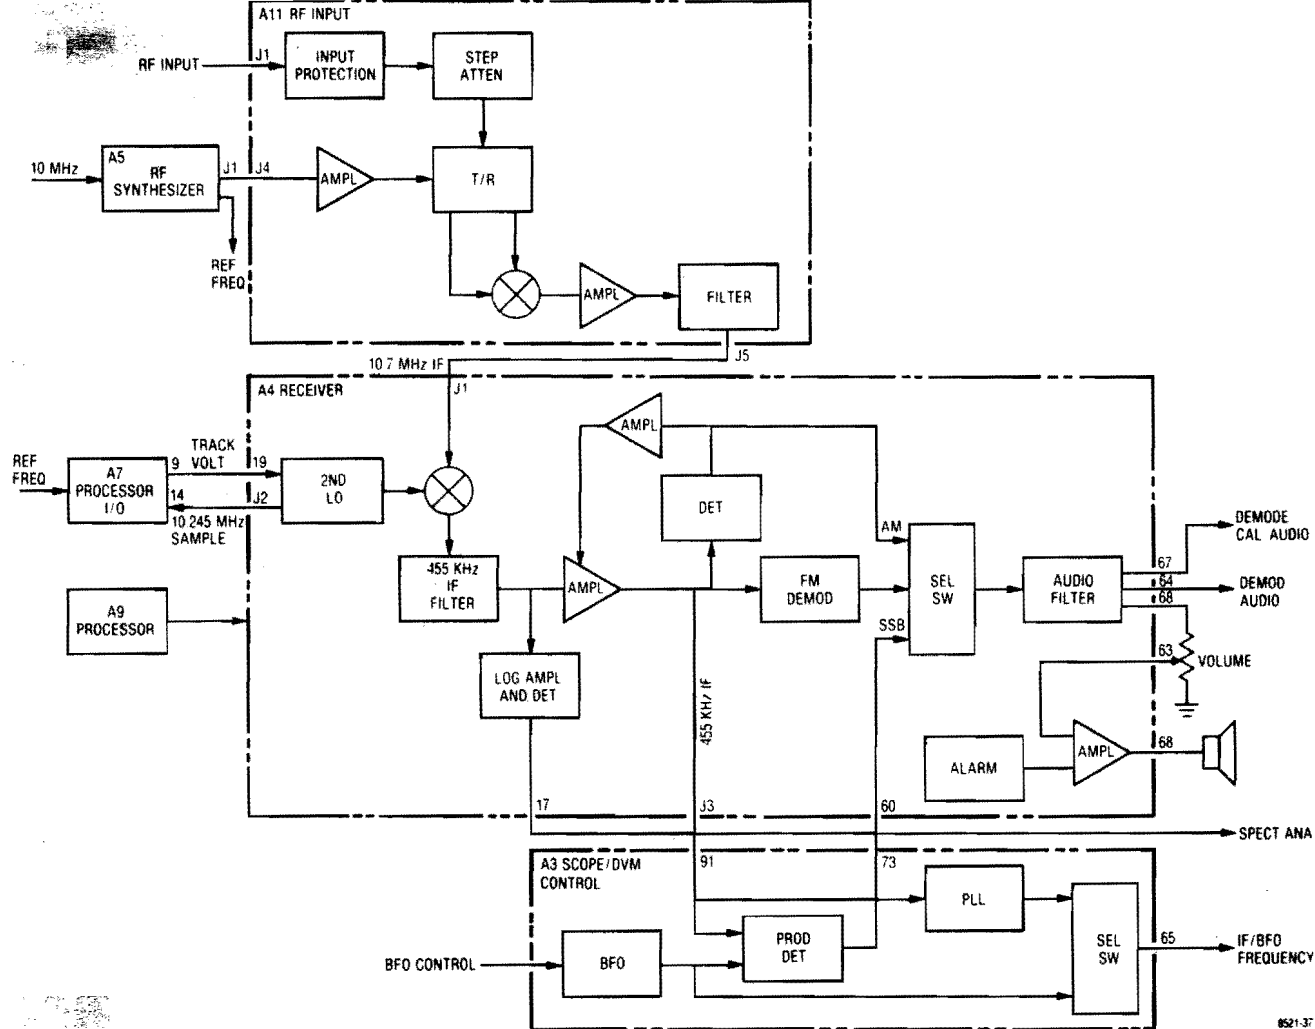 A11 RF INPUT
RF INPUT
J1
INPUT
PROTECTION
STEP
ATTEN
10 MHz
A5
RF
SYNTHESIZER
J1
J4
AMPL
T/R
REF
FREQ
AMPL
FILTER
J5
10 7 MHz IF
J1
A4 RECEIVER
AMPL
REF
FREQ
A7
PROCESSOR
I/O
9
TRACK
VOLT
19
14
J2
10 245 MHz
SAMPLE
2ND
LO
DET
AM
455 KHz
IF
FILTER
AMPL
FM
DEMOD
SEL
SW
AUDIO
FILTER
67
64
68
DEMODE
CAL AUDIO
DEMOD
AUDIO
A9
PROCESSOR
SSB
63
VOLUME
LOG AMPL
AND DET
455 KHz IF
ALARM
AMPL
68
17
J3
60
SPECT ANA
A3 SCOPE/DVM
CONTROL
91
73
PLL
BFO CONTROL
BFO
PROD
DET
SEL
SW
65
IF/BFO
FREQUENCY
8521-37